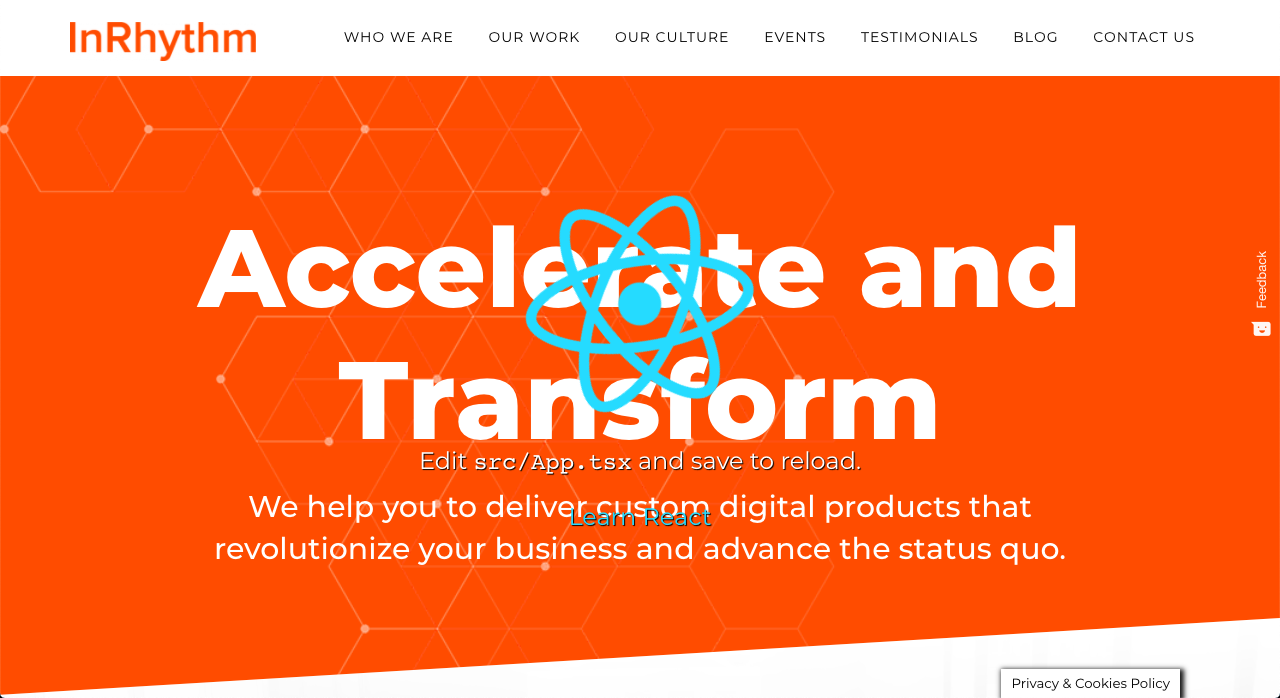 InRhythm
WHO WE ARE
OUR WORK
OUR CULTURE
EVENTS
TESTIMONIALS
BLOG
CONTACT US
Accelerate and
Transform
Edit src/App.tsx and save to reload.
We help you to deliver custom digital products that
Learn React
revolutionize your business and advance the status quo.
Feedback
Privacy & Cookies Policy